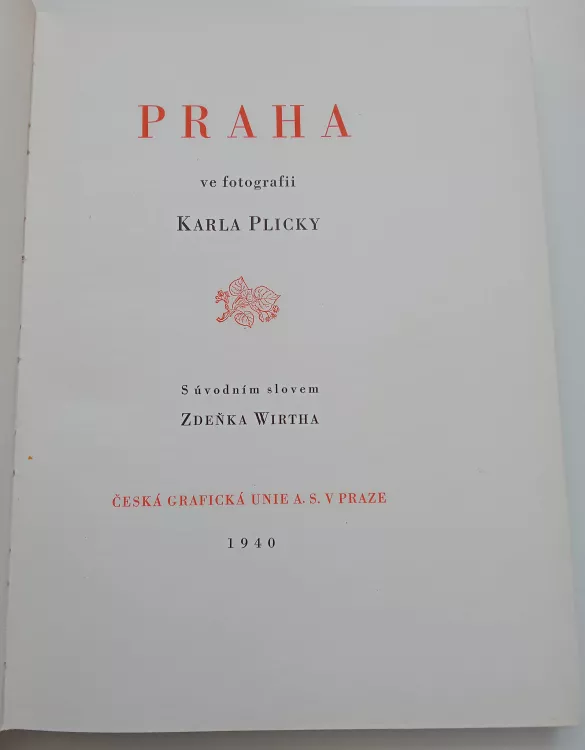 PRAHA
ve fotografii
KARLA PLICKY
S úvodním slovem
ZDEŇKA WIRTHA
ČESKÁ GRAFICKÁ UNIE A. S. V PRAZE
1940